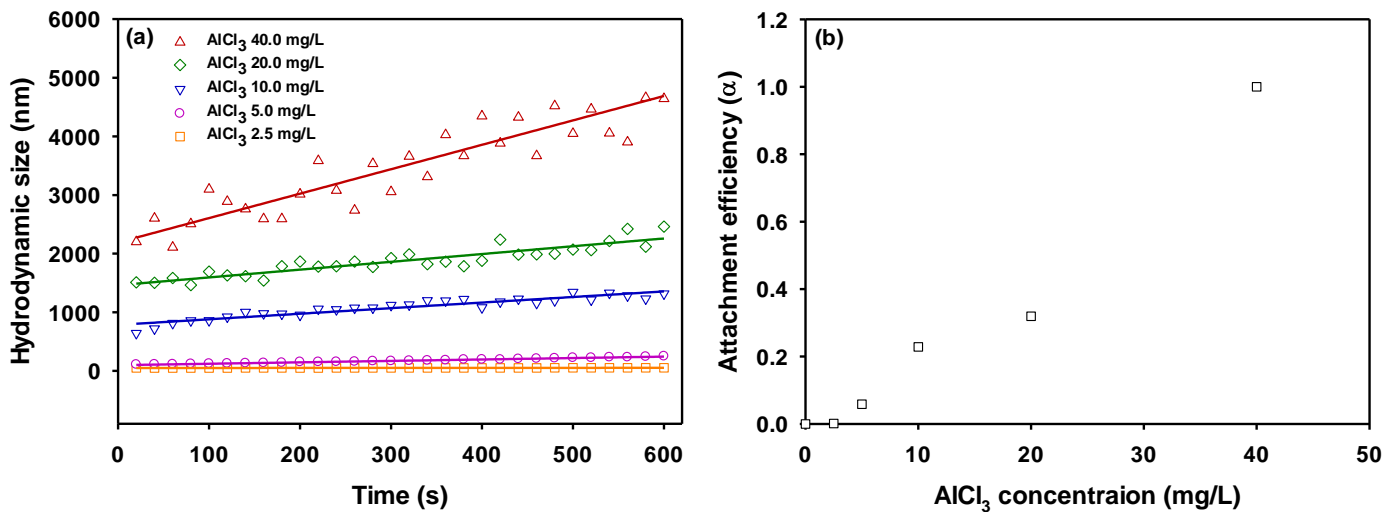 (a)
AlCl3 40.0 mg/L
AlCl3 20.0 mg/L
AlCl3 10.0 mg/L
AlCl3 5.0 mg/L
AlCl3 2.5 mg/L
Hydrodynamic size (nm)
6000
5000
4000
3000
2000
1000
0
0 100 200 300 400 500 600
Time (s)
(b)
Attachment efficiency (α)
1.2
1.0
0.8
0.6
0.4
0.2
0.0
0 10 20 30 40 50
AlCl3 concentraion (mg/L)